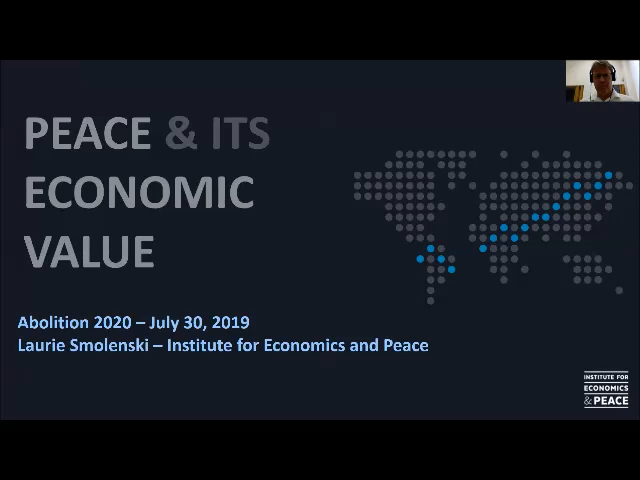 PEACE & ITS
ECONOMIC
VALUE
Abolition 2020 – July 30, 2019
Laurie Smolenski – Institute for Economics and Peace
INSTITUTE FOR
ECONOMICS
& PEACE